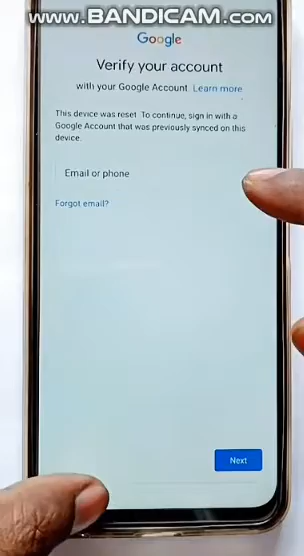 www.BANDICAM.com
Google
Verify your account
with your Google Account. Learn more
This device was reset. To continue, sign in with a
Google Account that was previously synced on this
device.
Email or phone
Forgot email?
Next